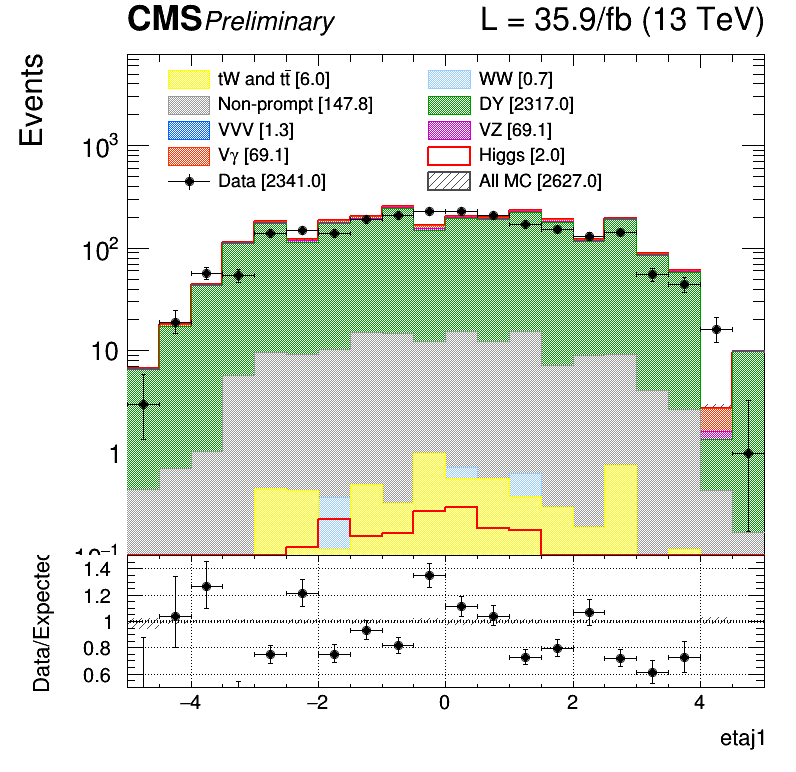 CMS Preliminary L = 35.9/fb (13 TeV)
Events
tW and tt̄ [6.0] WW [0.7]
Non-prompt [147.8] DY [2317.0]
VVV [1.3] VZ [69.1]
Vγ [69.1] Higgs [2.0]
Data [2341.0] All MC [2627.0]
10³
10²
10
1
10⁻¹
Data/Expected
1.4
1.2
1
0.8
0.6
−4 −2 0 2 4
etaj1